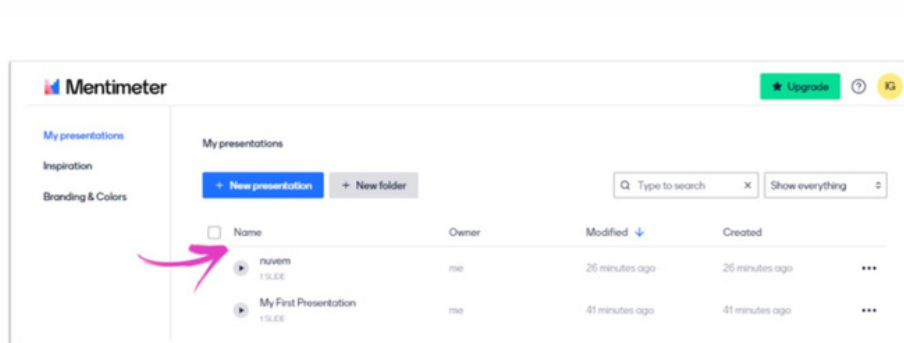 Mentimeter
Upgrade
IG
My presentations
Inspiration
Branding & Colors
My presentations
+ New presentation + New folder
Type to search
Show everything
Name Owner Modified Created
nuvem me 26 minutes ago 26 minutes ago
1 SLIDE
My First Presentation me 41 minutes ago 41 minutes ago
1 SLIDE